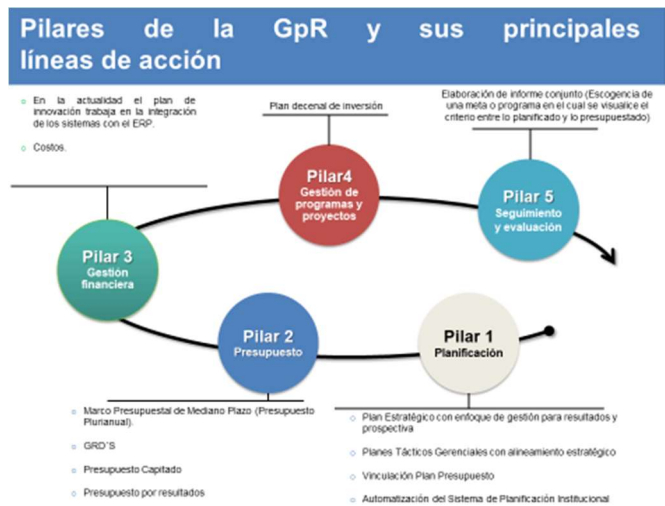 Pilares de la GpR y sus principales
líneas de acción
En la actualidad el plan de
innovación trabaja en la integración
de los sistemas con el ERP.
Costos.
Plan decenal de inversión
Elaboración de informe conjunto (Escogencia de
una meta o programa en el cual se visualice el
criterio entre lo planificado y lo presupuestado)
Pilar4
Gestión de
programas y
proyectos
Pilar 5
Seguimiento
y evaluación
Pilar 3
Gestión
financiera
Pilar 2
Presupuesto
Pilar 1
Planificación
Marco Presupuestal de Mediano Plazo (Presupuesto
Plurianual).
GRD´S
Presupuesto Capitado
Presupuesto por resultados
Plan Estratégico con enfoque de gestión para resultados y
prospectiva
Planes Tácticos Gerenciales con alineamiento estratégico
Vinculación Plan Presupuesto
Automatización del Sistema de Planificación Institucional